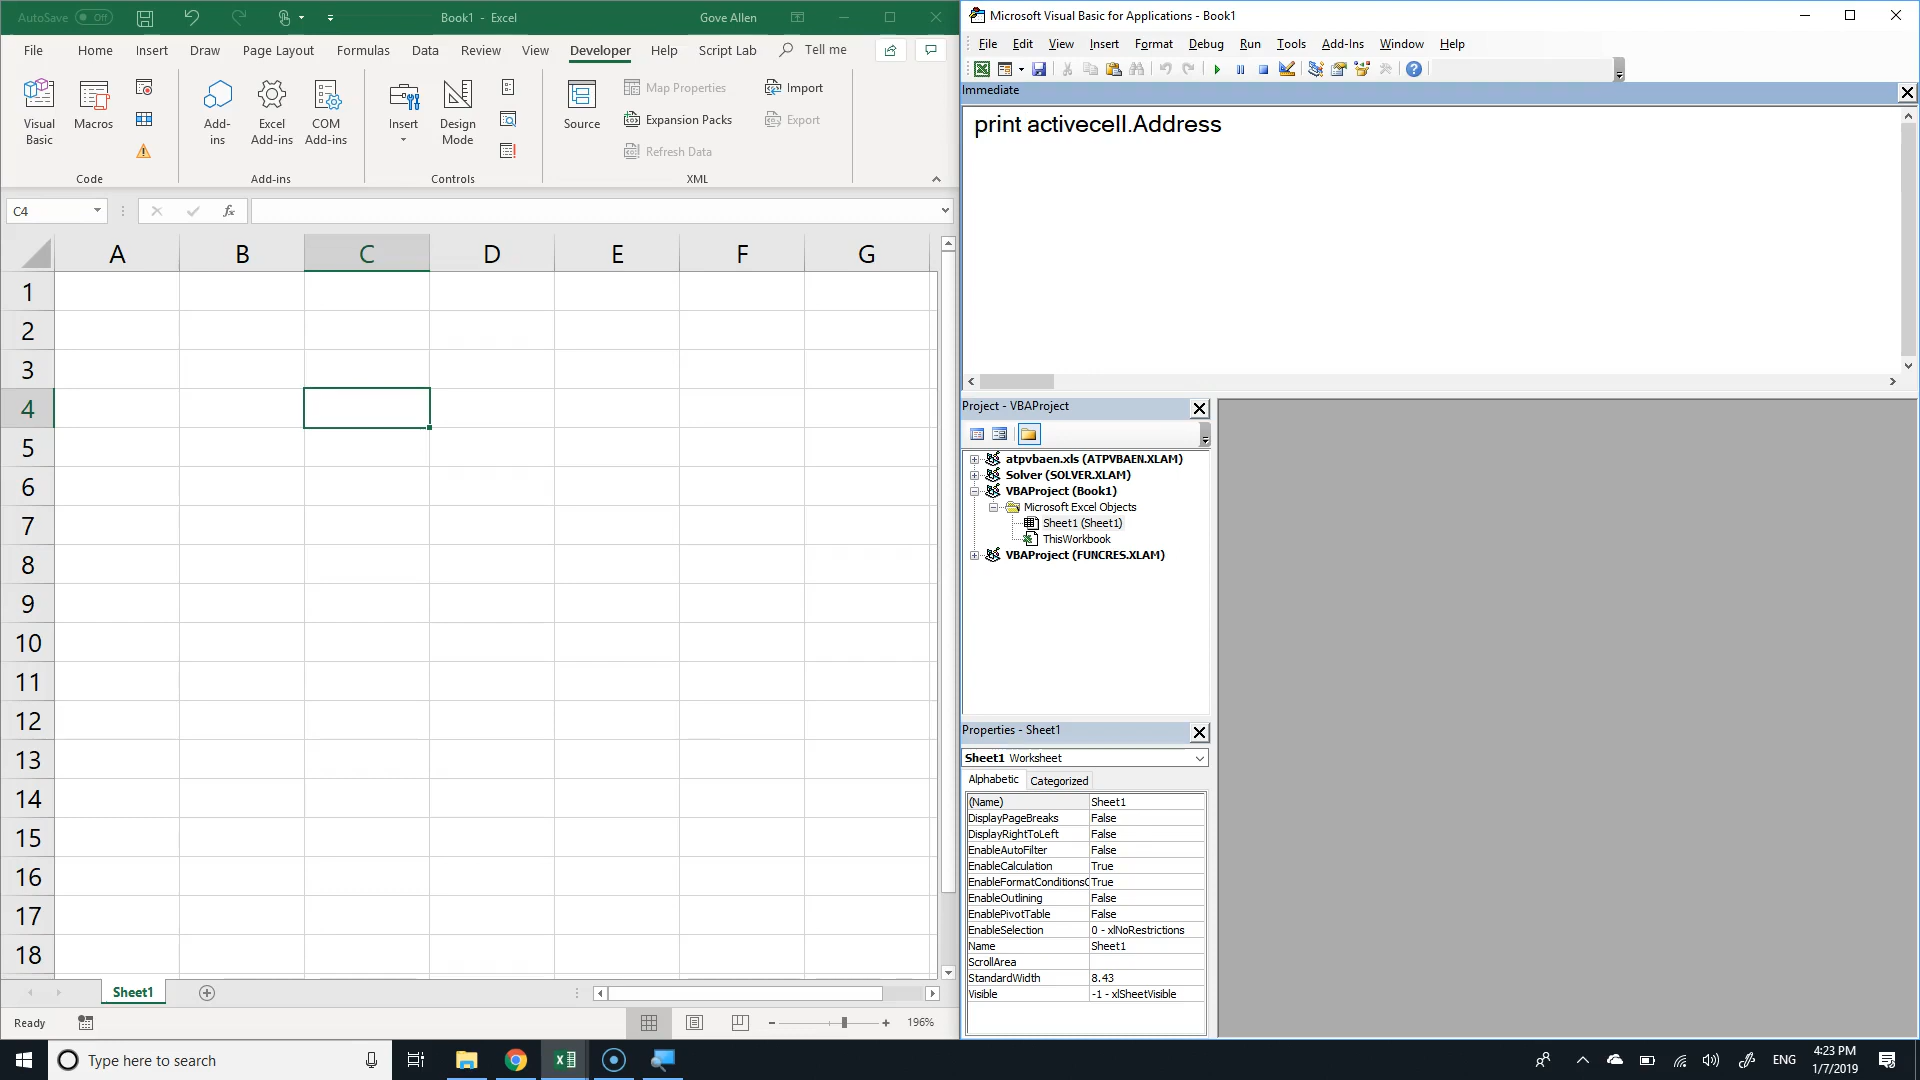 AutoSave Off Book1 - Excel Gove Allen
File Home Insert Draw Page Layout Formulas Data Review View Developer Help Script Lab Tell me
Visual Basic
Macros
Code
Add-ins
Excel Add-ins
COM Add-ins
Add-ins
Insert
Design Mode
Controls
Source
Map Properties
Expansion Packs
Refresh Data
Import
Export
XML
C4 fx
A B C D E F G
1
2
3
4
5
6
7
8
9
10
11
12
13
14
15
16
17
18
Sheet1
Ready 196%
Microsoft Visual Basic for Applications - Book1
File Edit View Insert Format Debug Run Tools Add-Ins Window Help
Immediate
print activecell.Address
Project - VBAProject
atpvbaen.xls (ATPVBAEN.XLAM)
Solver (SOLVER.XLAM)
VBAProject (Book1)
Microsoft Excel Objects
Sheet1 (Sheet1)
ThisWorkbook
VBAProject (FUNCRES.XLAM)
Properties - Sheet1
Sheet1 Worksheet
Alphabetic Categorized
(Name) Sheet1
DisplayPageBreaks False
DisplayRightToLeft False
EnableAutoFilter False
EnableCalculation True
EnableFormatConditionsC True
EnableOutlining False
EnablePivotTable False
EnableSelection 0 - xlNoRestrictions
Name Sheet1
ScrollArea
StandardWidth 8.43
Visible -1 - xlSheetVisible
Type here to search
ENG
4:23 PM
1/7/2019